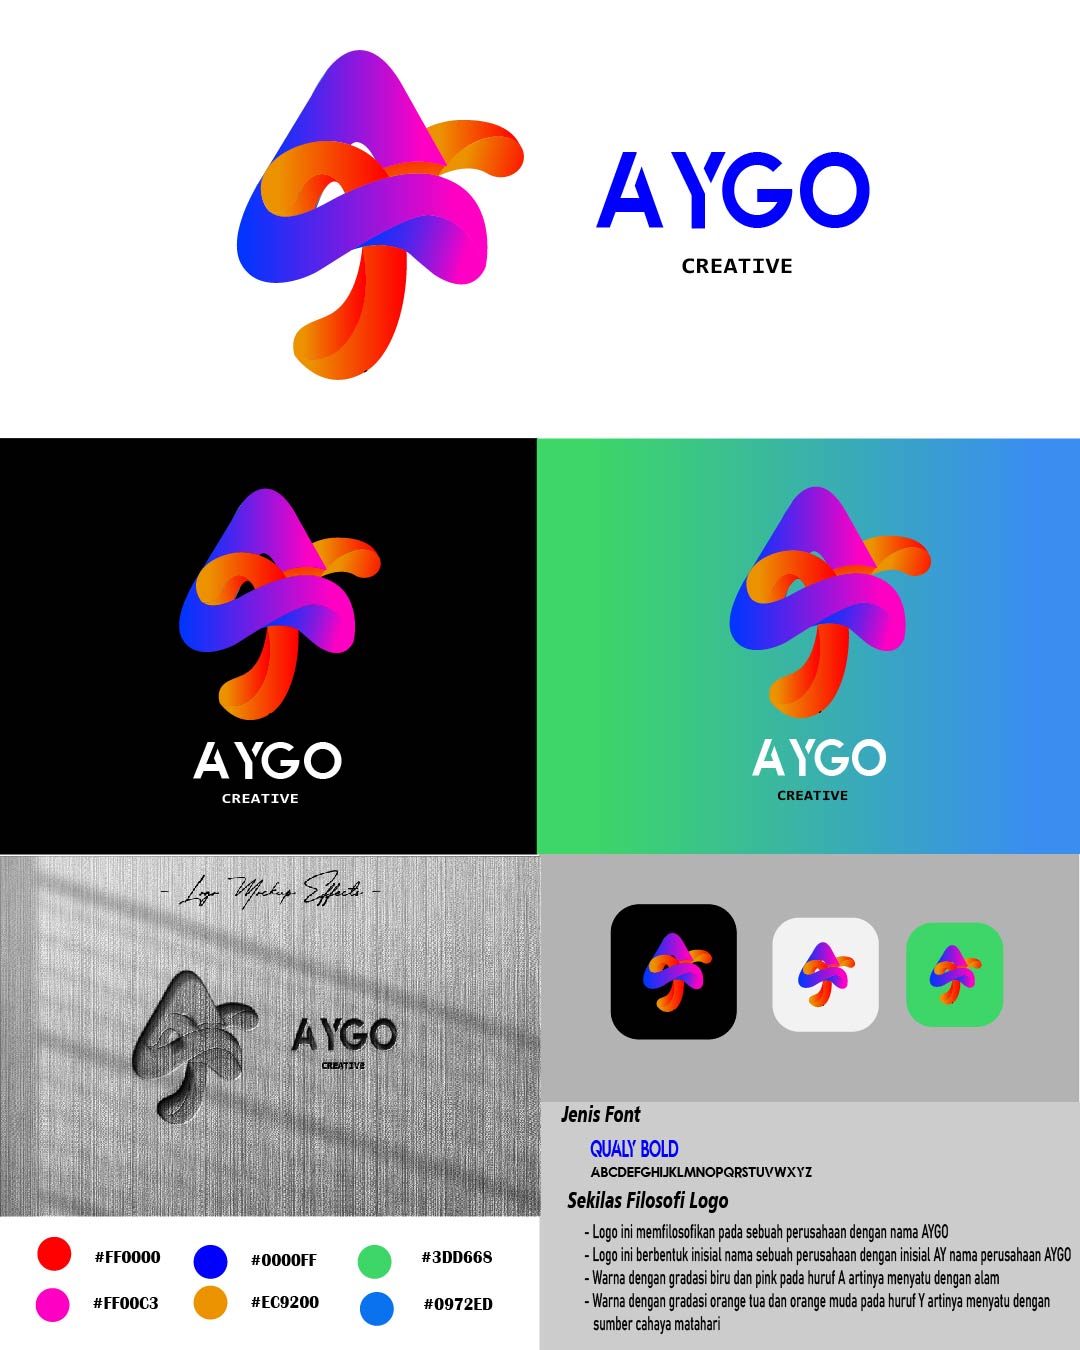 AYGO
CREATIVE
AYGO
CREATIVE
AYGO
CREATIVE
- Logo Mockup Effects -
AYGO
CREATIVE
Jenis Font
QUALY BOLD
ABCDEFGHIJKLMNOPQRSTUVWXYZ
Sekilas Filosofi Logo
- Logo ini memfilosofikan pada sebuah perusahaan dengan nama AYGO
- Logo ini berbentuk inisial nama sebuah perusahaan dengan inisial AY nama perusahaan AYGO
- Warna dengan gradasi biru dan pink pada huruf A artinya menyatu dengan alam
- Warna dengan gradasi orange tua dan orange muda pada huruf Y artinya menyatu dengan
sumber cahaya matahari
#FF0000
#0000FF
#3DD668
#FF00C3
#EC9200
#0972ED